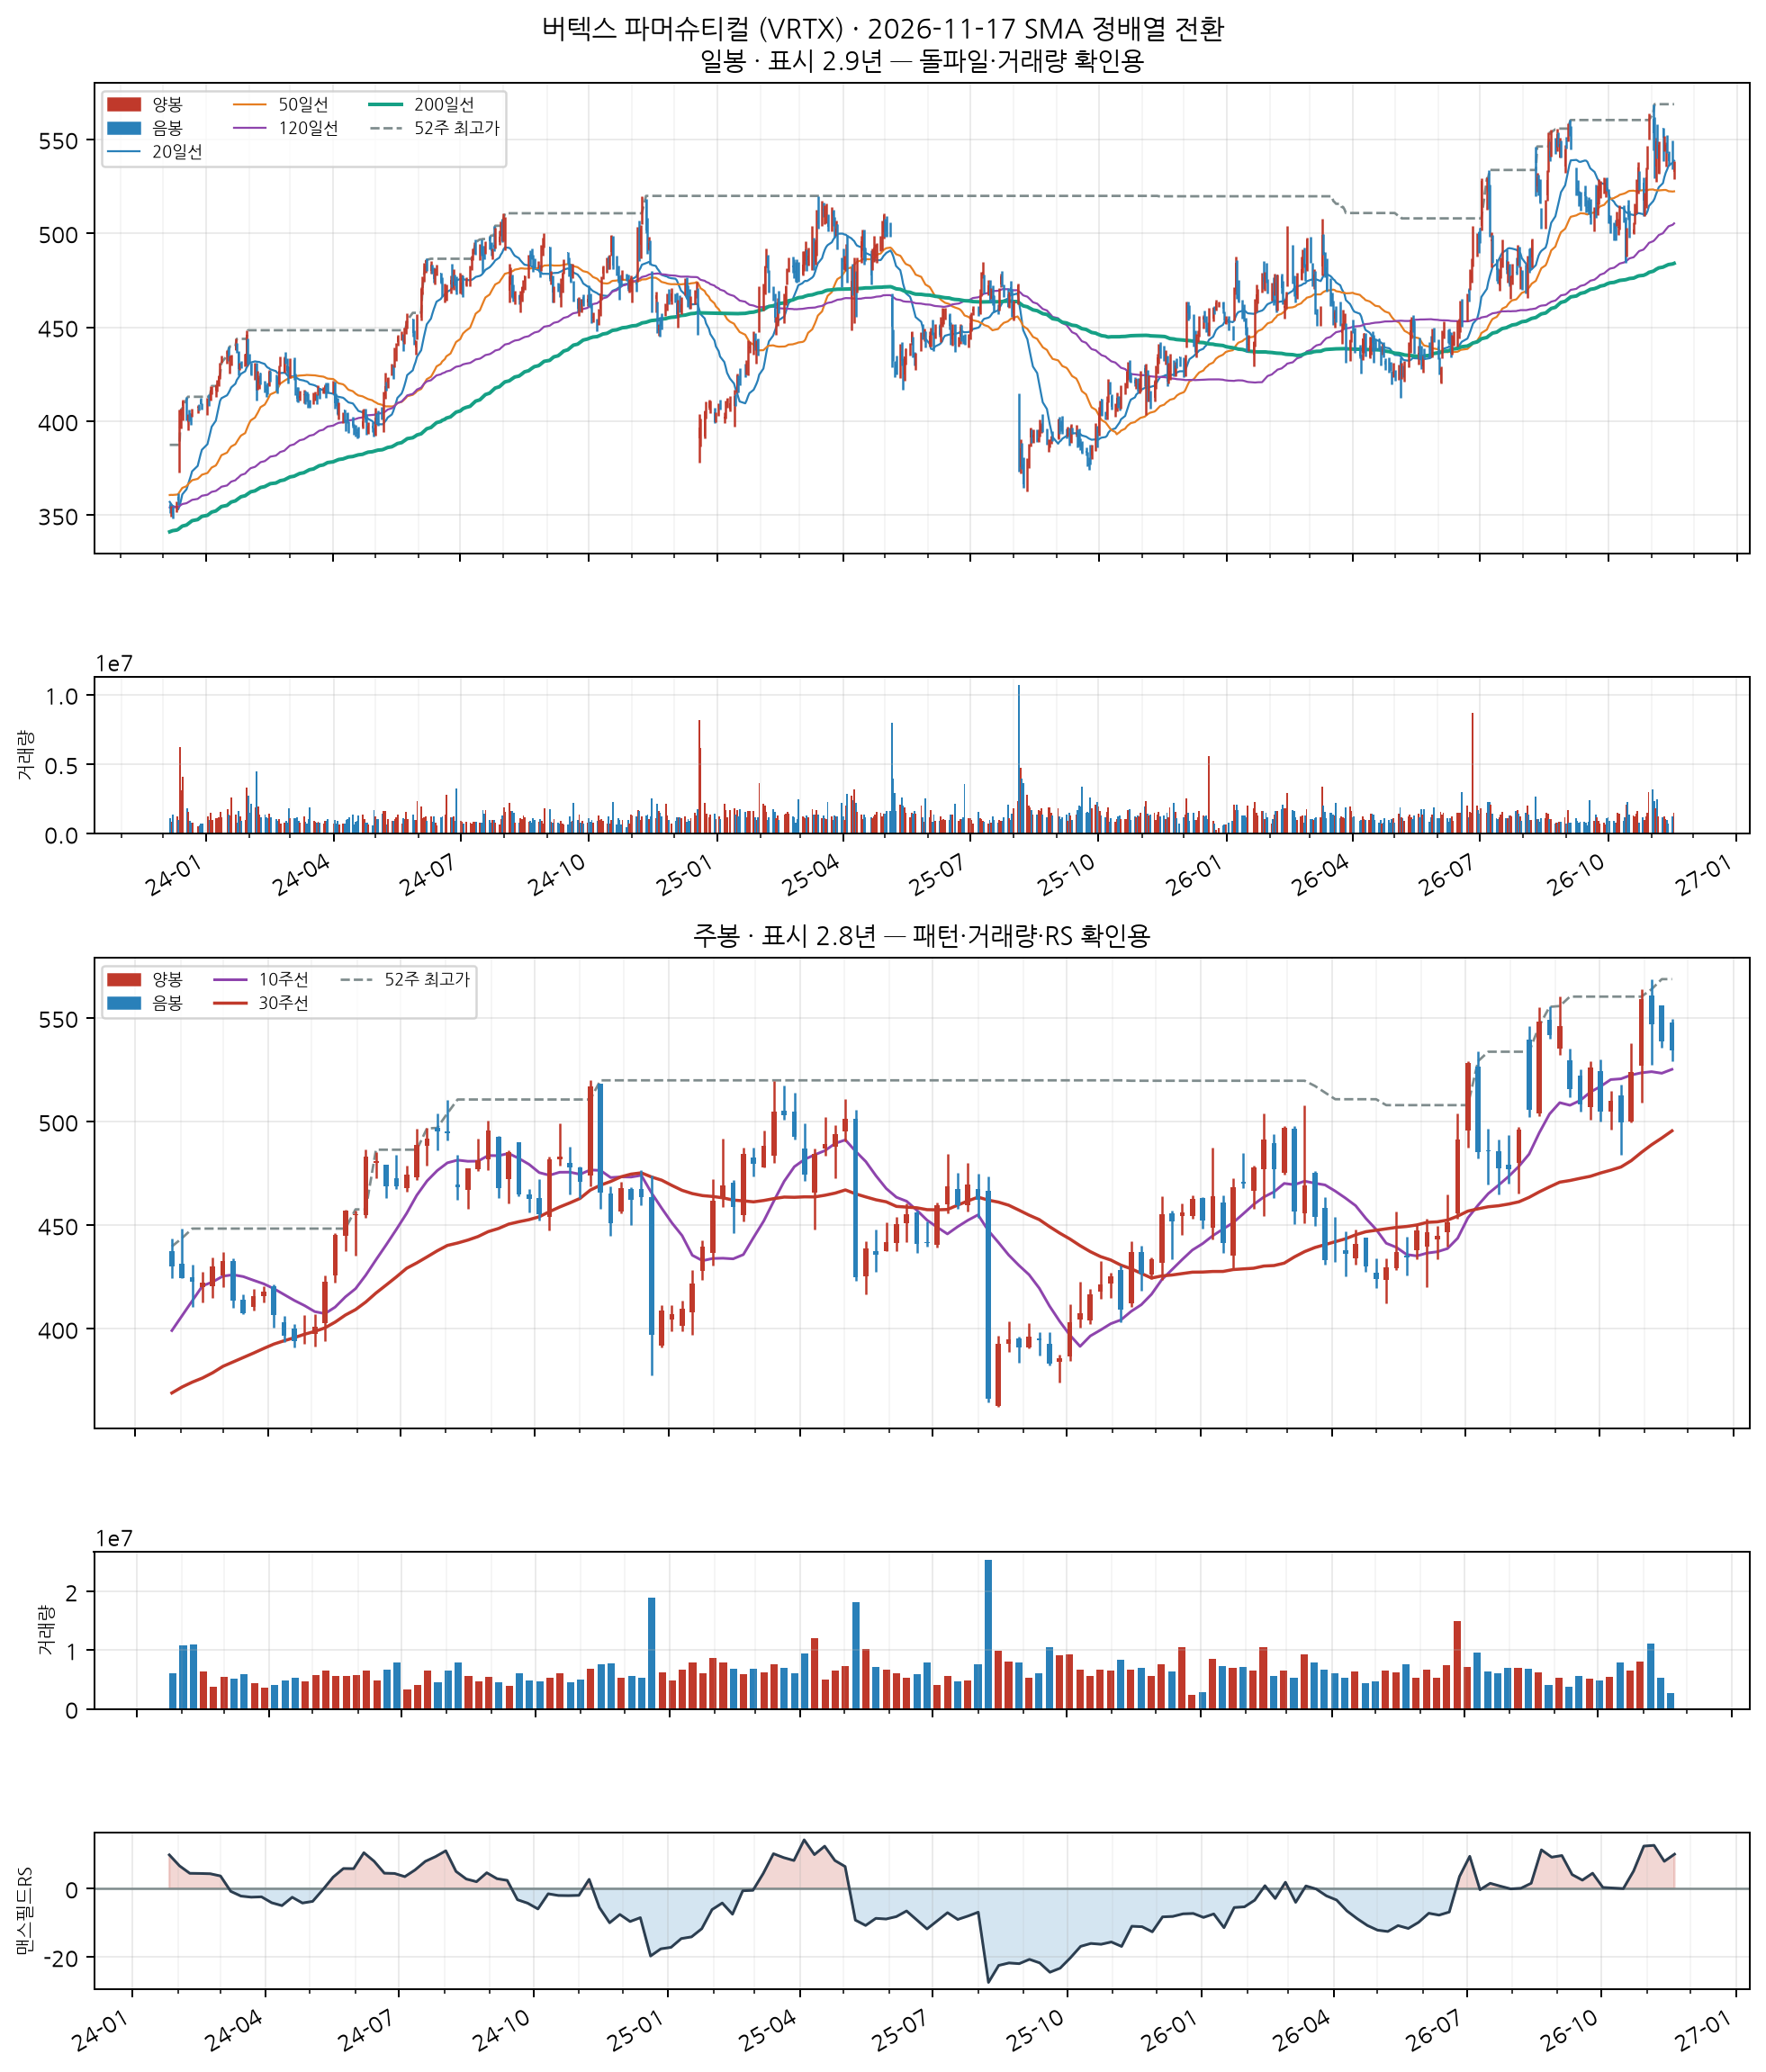 버텍스 파머슈티컬 (VRTX) · 2026-11-17 SMA 정배열 전환
일봉 · 표시 2.9년 — 돌파일·거래량 확인용
양봉
음봉
20일선
50일선
120일선
200일선
52주 최고가
550
500
450
400
350
1e7
1.0
0.5
0.0
거래량
24-01
24-04
24-07
24-10
25-01
25-04
25-07
25-10
26-01
26-04
26-07
26-10
27-01
주봉 · 표시 2.8년 — 패턴·거래량·RS 확인용
양봉
음봉
10주선
30주선
52주 최고가
550
500
450
400
1e7
2
1
0
거래량
0
-20
맨스필드RS
24-01
24-04
24-07
24-10
25-01
25-04
25-07
25-10
26-01
26-04
26-07
26-10
27-01